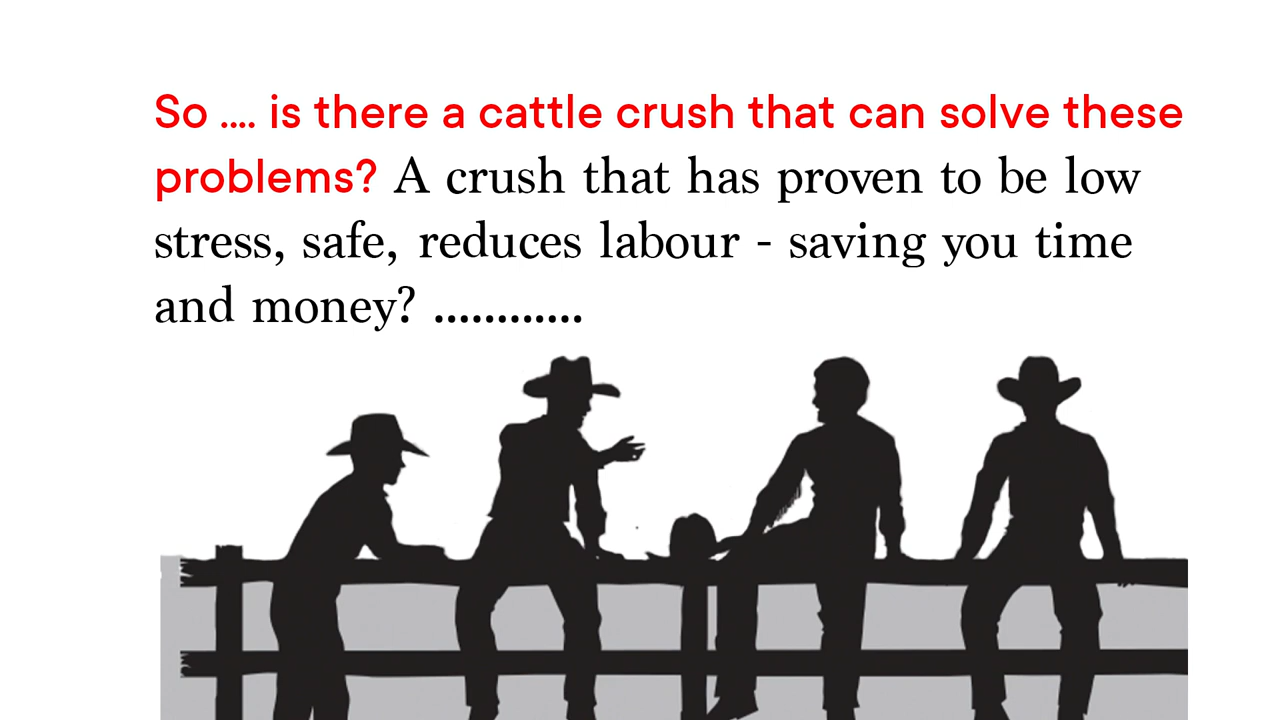 So .... is there a cattle crush that can solve these
problems? A crush that has proven to be low
stress, safe, reduces labour - saving you time
and money? ............